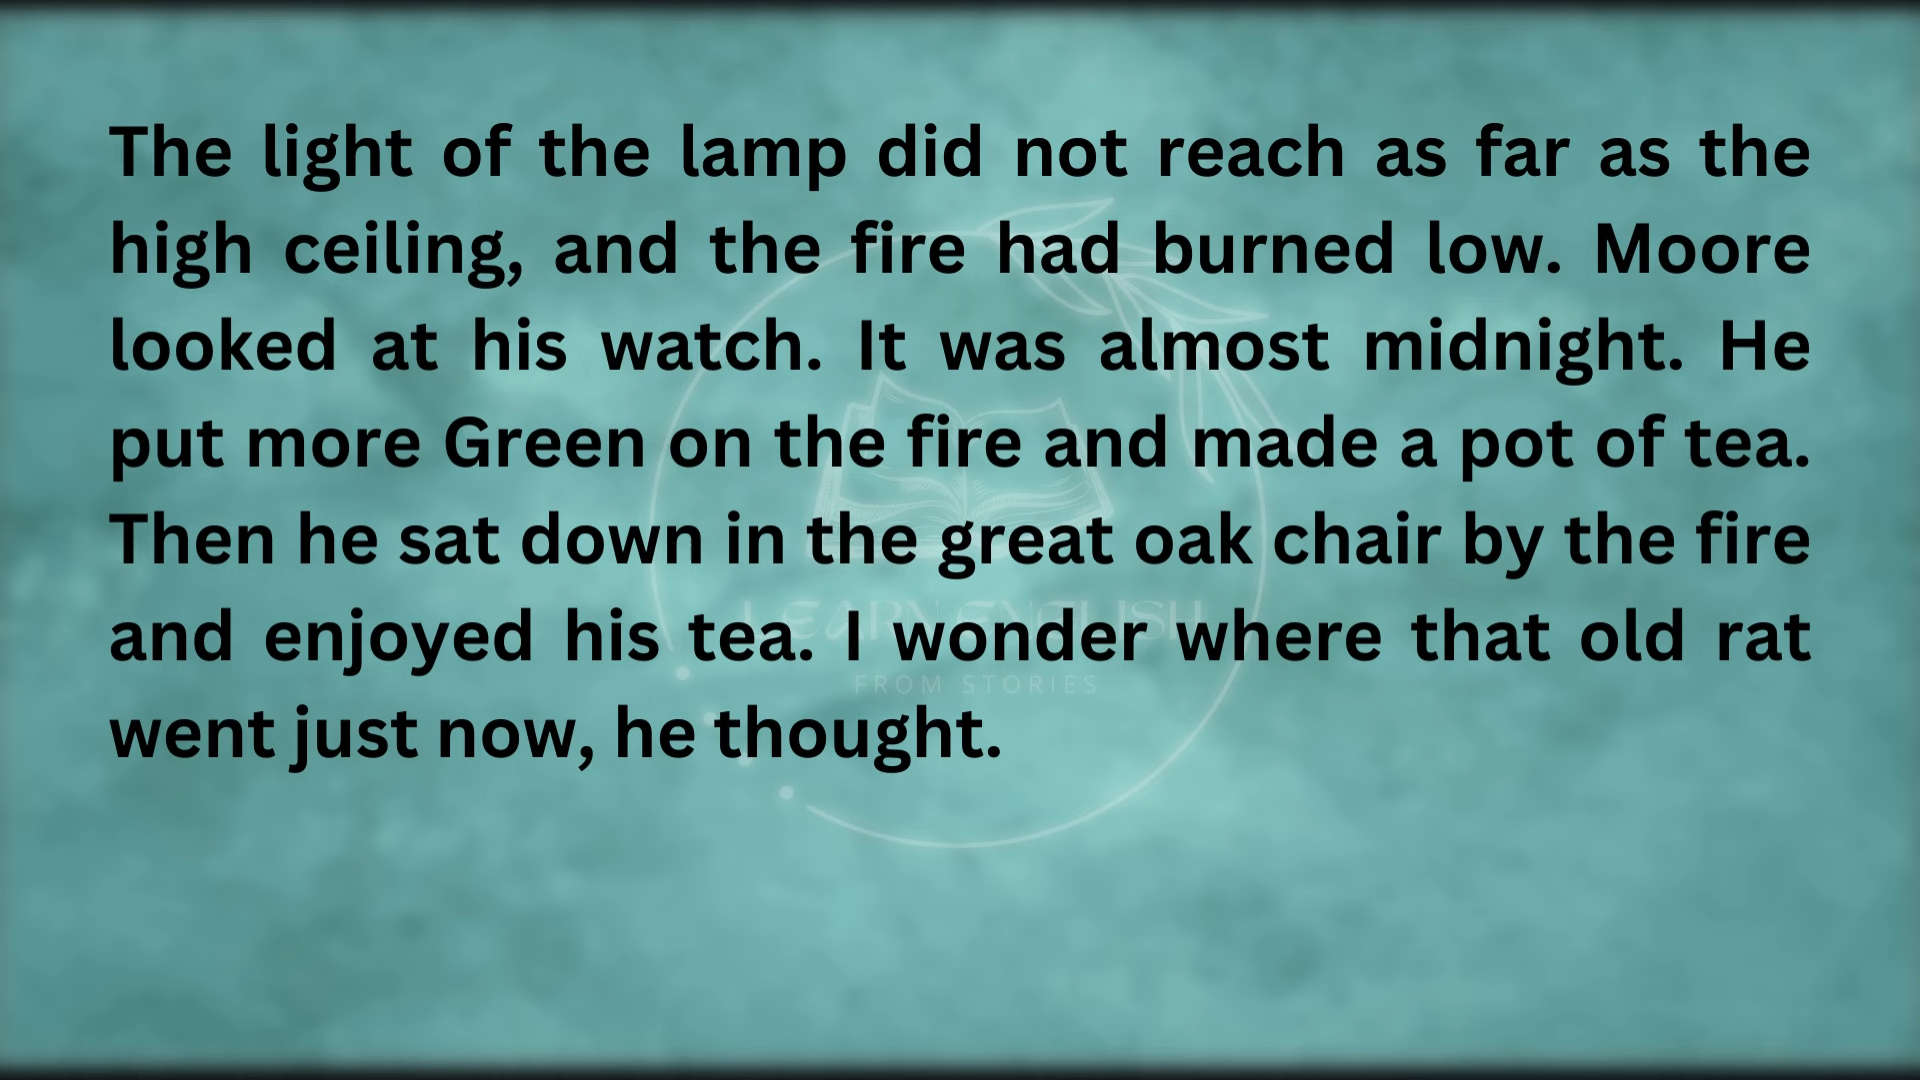 The light of the lamp did not reach as far as the
high ceiling, and the fire had burned low. Moore
looked at his watch. It was almost midnight. He
put more Green on the fire and made a pot of tea.
Then he sat down in the great oak chair by the fire
and enjoyed his tea. I wonder where that old rat
went just now, he thought.
LEARN ENGLISH
FROM STORIES